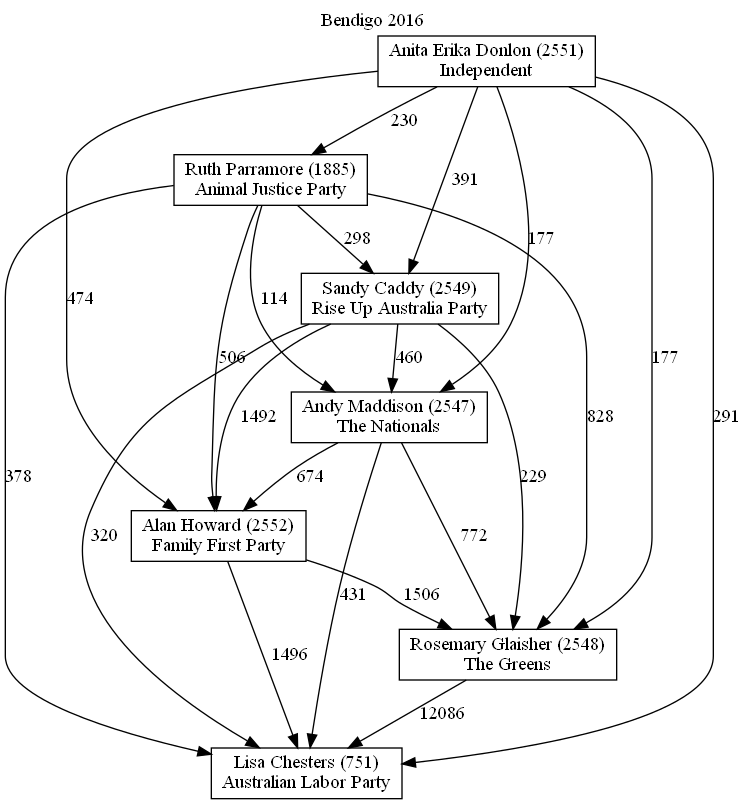 Bendigo 2016
Anita Erika Donlon (2551)
Independent
230
Ruth Parramore (1885)
Animal Justice Party
391
298
177
Sandy Caddy (2549)
Rise Up Australia Party
474
506
114
460
177
Andy Maddison (2547)
The Nationals
1492
828
291
378
674
229
Alan Howard (2552)
Family First Party
320
772
431
1506
Rosemary Glaisher (2548)
The Greens
1496
12086
Lisa Chesters (751)
Australian Labor Party